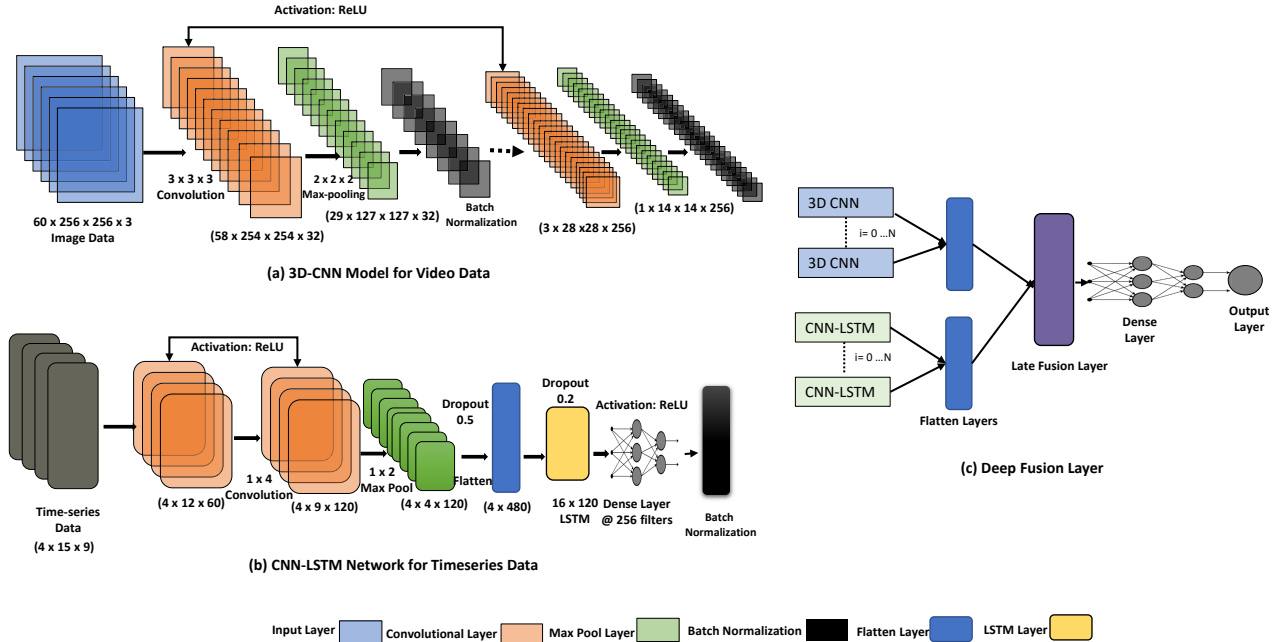 Activation: ReLU
60 x 256 x 256 x 3
Image Data
3 x 3 x 3
Convolution
(58 x 254 x 254 x 32)
2 x 2 x 2
Max-pooling
(29 x 127 x 127 x 32)
Batch
Normalization
(3 x 28 x28 x 256)
(1 x 14 x 14 x 256)
(a) 3D-CNN Model for Video Data
Activation: ReLU
Time-series
Data
(4 x 15 x 9)
(4 x 12 x 60)
1 x 4
Convolution
(4 x 9 x 120)
1 x 2
Max Pool
(4 x 4 x 120)
Dropout
0.5
Flatten
(4 x 480)
Dropout
0.2
16 x 120
LSTM
Activation: ReLU
Dense Layer
@ 256 filters
Batch
Normalization
(b) CNN-LSTM Network for Timeseries Data
3D CNN
i= 0 ...N
3D CNN
CNN-LSTM
i= 0 ...N
CNN-LSTM
Flatten Layers
Late Fusion Layer
Dense
Layer
Output
Layer
(c) Deep Fusion Layer
Input Layer
Convolutional Layer
Max Pool Layer
Batch Normalization
Flatten Layer
LSTM Layer